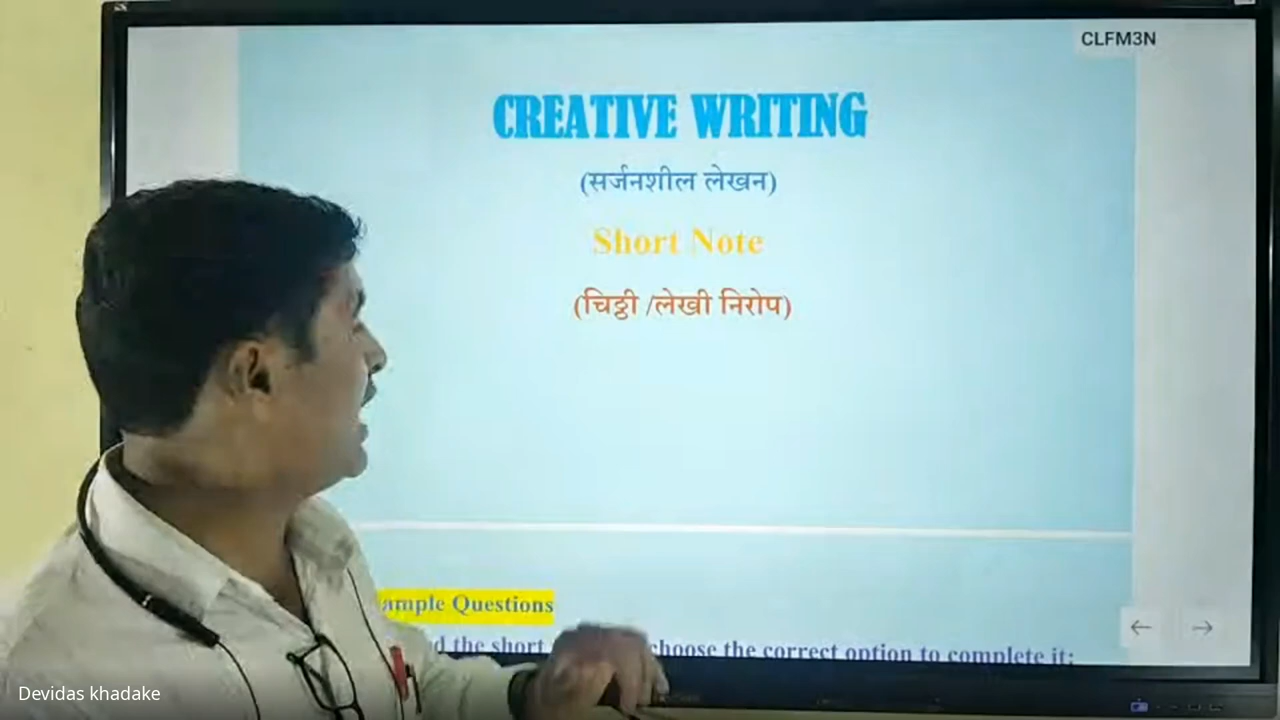 CLFM3N
CREATIVE WRITING
(सर्जनशील लेखन)
Short Note
(चिठ्ठी /लेखी निरोप)
ample Questions
d the short choose the correct option to complete it:
Devidas khadake